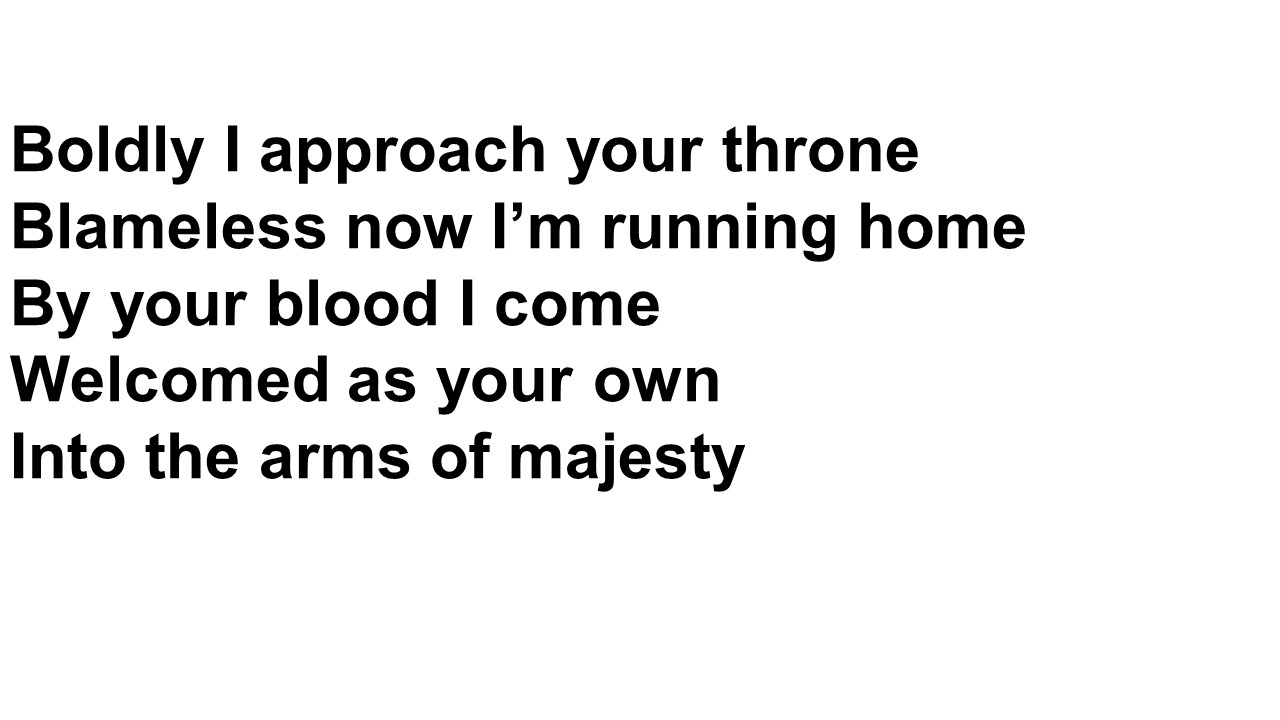 Boldly I approach your throne
Blameless now I’m running home
By your blood I come
Welcomed as your own
Into the arms of majesty